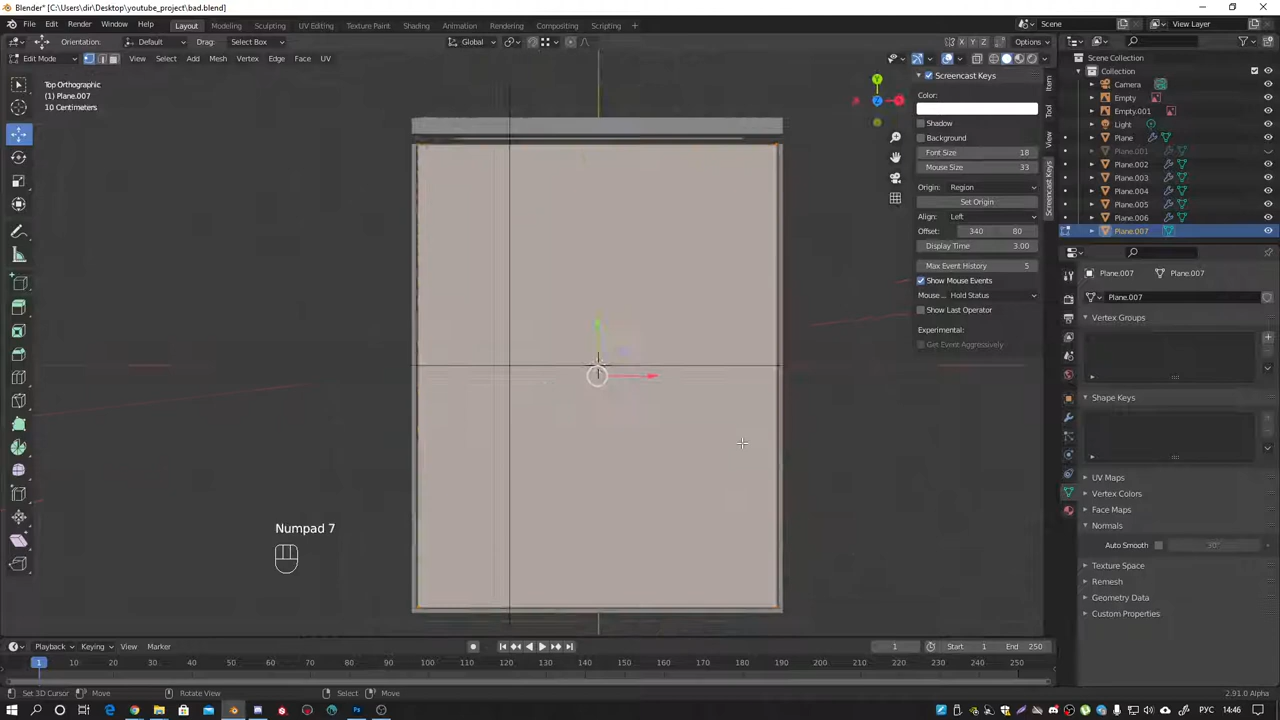 Blender* [C:\Users\dir\Desktop\youtube_project\bad.blend]
File Edit Render Window Help Layout Modeling Sculpting UV Editing Texture Paint Shading Animation Rendering Compositing Scripting + Scene View Layer
Orientation: Default Drag: Select Box Global X Y Z Options
Edit Mode View Select Add Mesh Vertex Edge Face UV
Top Orthographic
(1) Plane.007
10 Centimeters
Y
X
Z
Screencast Keys
Color:
Shadow
Background
Font Size 18
Mouse Size 33
Origin: Region
Set Origin
Align: Left
Offset: 340 80
Display Time 3.00
Max Event History 5
Show Mouse Events
Mouse ... Hold Status
Show Last Operator
Experimental:
Get Event Aggressively
Item
Tool
View
Screencast Keys
Scene Collection
Collection
Camera
Empty
Empty.001
Light
Plane
Plane.001
Plane.002
Plane.003
Plane.004
Plane.005
Plane.006
Plane.007
Plane.007 Plane.007
Plane.007
Vertex Groups
Shape Keys
UV Maps
Vertex Colors
Face Maps
Normals
Auto Smooth 30°
Texture Space
Remesh
Geometry Data
Custom Properties
Numpad 7
Playback Keying View Marker 1 Start 1 End 250
1 10 20 30 40 50 60 70 80 90 100 110 120 130 140 150 160 170 180 190 200 210 220 230 240 250
Set 3D Cursor Move Rotate View Select Move 2.91.0 Alpha
РУС 14:46